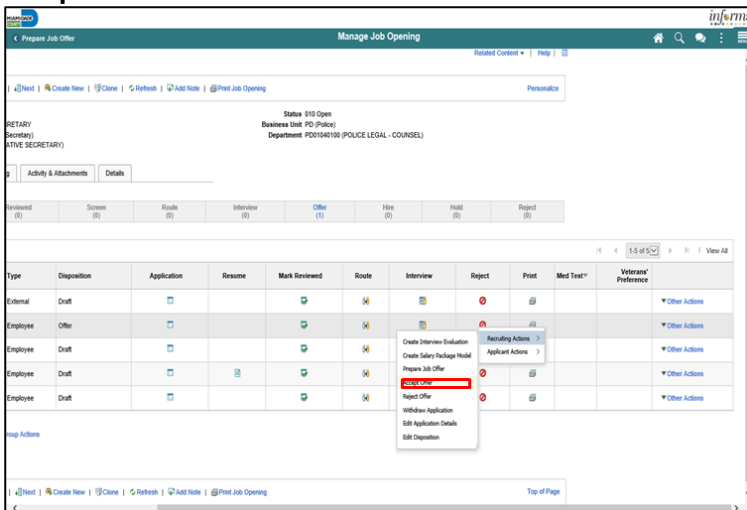 MIAMI-DADE
COUNTY
inform
Prepare Job Offer
Manage Job Opening
Related Content
Help
Next | Create New | Clone | Refresh | Add Note | Print Job Opening
Personalize
Status 010 Open
RETARY
Business Unit PD (Police)
Secretary)
Department PD01040108 (POLICE LEGAL - COUNSEL)
ATIVE SECRETARY)
g
Activity & Attachments
Details
Reviewed Screen Route Interview Offer Hire Hold Reject
(0) (0) (0) (0) (1) (0) (0) (0)
1-5 of 5
View All
Type Disposition Application Resume Mark Reviewed Route Interview Reject Print Med Test Veterans'
Preference
External Draft Other Actions
Employee Offer Other Actions
Employee Draft Other Actions
Employee Draft Other Actions
Employee Draft Other Actions
Recruiting Actions
Applicant Actions
Create Interview Evaluation
Create Salary Package Model
Prepare Job Offer
Accept Offer
Reject Offer
Withdraw Application
Edit Application Details
Edit Disposition
roup Actions
Next | Create New | Clone | Refresh | Add Note | Print Job Opening
Top of Page